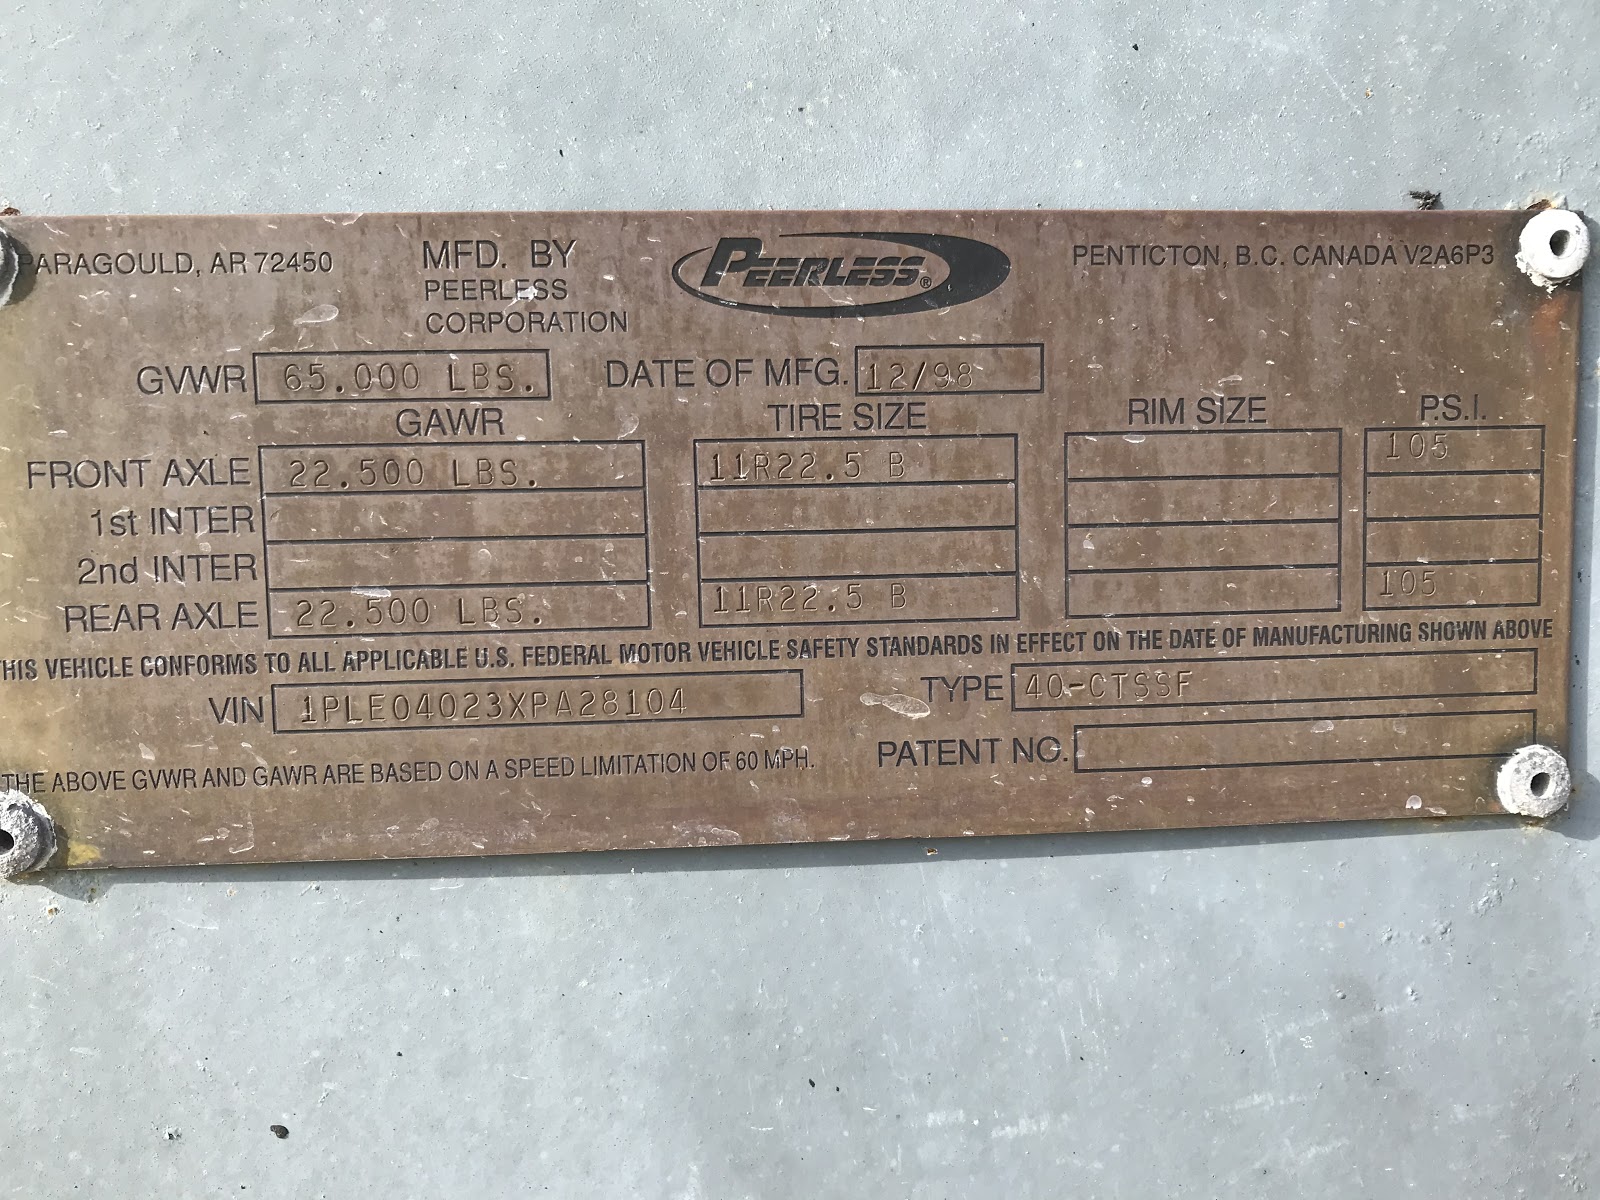 PARAGOULD, AR 72450
MFD. BY
PEERLESS
CORPORATION
PEERLESS®
PENTICTON, B.C. CANADA V2A6P3
GVWR 65.000 LBS. DATE OF MFG. 12/98
GAWR TIRE SIZE RIM SIZE P.S.I.
FRONT AXLE 22.500 LBS. 11R22.5 B 105
1st INTER
2nd INTER
REAR AXLE 22.500 LBS. 11R22.5 B 105
THIS VEHICLE CONFORMS TO ALL APPLICABLE U.S. FEDERAL MOTOR VEHICLE SAFETY STANDARDS IN EFFECT ON THE DATE OF MANUFACTURING SHOWN ABOVE
VIN 1PLE04023XPA28104 TYPE 40-CTSSF
PATENT NO.
THE ABOVE GVWR AND GAWR ARE BASED ON A SPEED LIMITATION OF 60 MPH.